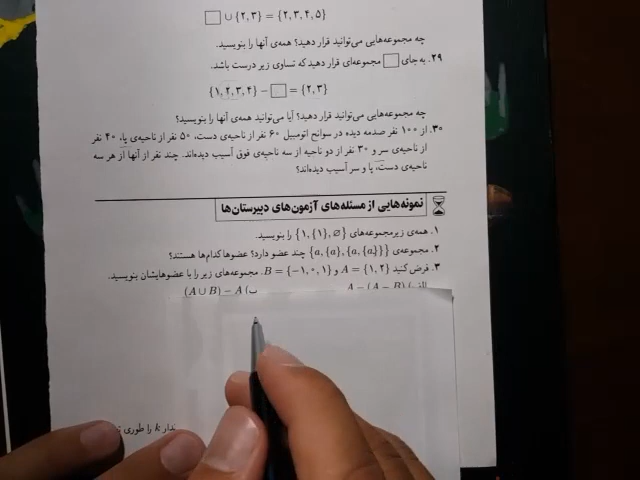 □ ∪ {۲,۳} = {۲,۳,۴,۵}
چه مجموعه‌هایی می‌توانید قرار دهید؟ همه‌ی آنها را بنویسید.
۲۹. به جای □ مجموعه‌ای قرار دهید که تساوی زیر درست باشد.
{۱,۲,۳,۴} − □ = {۲,۳}
چه مجموعه‌هایی می‌توانید قرار دهید؟ آیا می‌توانید همه‌ی آنها را بنویسید؟
۳۰. از ۱۰۰ نفر صدمه دیده در سوانح اتومبیل ۶۰ نفر از ناحیه‌ی دست، ۵۰ نفر از ناحیه‌ی پا، ۴۰ نفر
از ناحیه‌ی سر و ۳۰ نفر از دو ناحیه از سه ناحیه‌ی فوق آسیب دیده‌اند. چند نفر از آنها از هر سه
ناحیه‌ی دست، پا و سر آسیب دیده‌اند؟
نمونه‌هایی از مسئله‌های آزمون‌های دبیرستان‌ها
۱. همه‌ی زیرمجموعه‌های {۱,{۱},∅} را بنویسید.
۲. مجموعه‌ی {a,{a},{a,{a}}} چند عضو دارد؟ عضوها کدام‌ها هستند؟
۳. فرض کنید A = {۱,۲} و B = {−۱,۰,۱}. مجموعه‌های زیر را با عضوهایشان بنویسید.
الف) A − (A − B) ب) (A ∪ B) − A
k را طوری